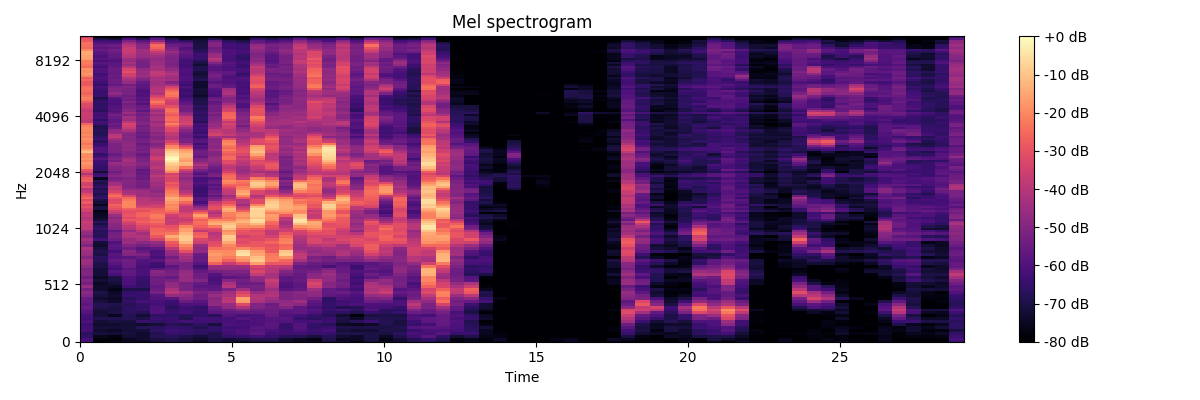 Mel spectrogram
Hz
8192
4096
2048
1024
512
0
0 5 10 15 20 25
Time
+0 dB
-10 dB
-20 dB
-30 dB
-40 dB
-50 dB
-60 dB
-70 dB
-80 dB